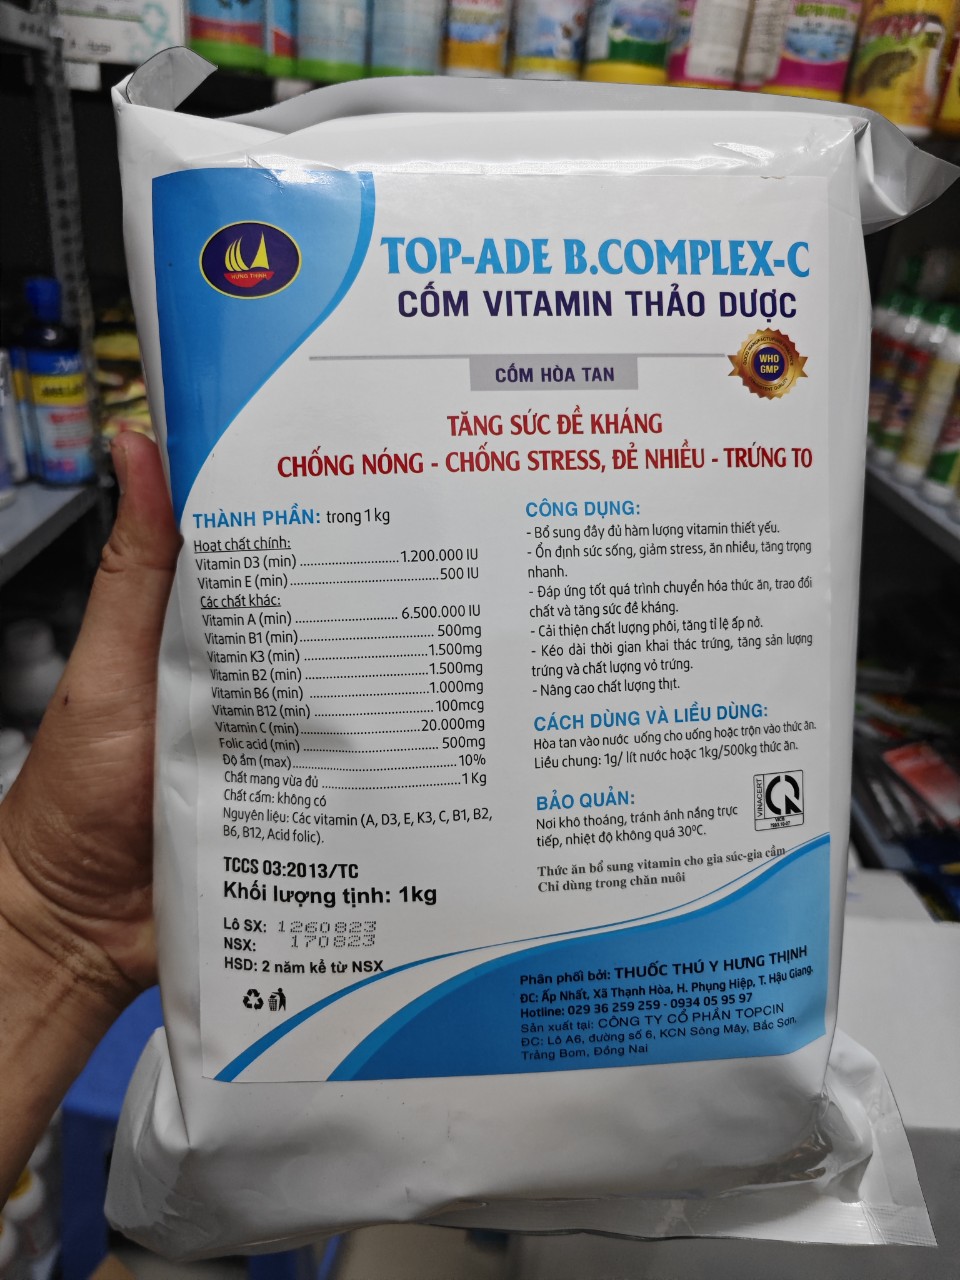 HƯNG THỊNH
TOP-ADE B.COMPLEX-C
CỐM VITAMIN THẢO DƯỢC
CỐM HÒA TAN
WHO
GMP
TĂNG SỨC ĐỀ KHÁNG
CHỐNG NÓNG - CHỐNG STRESS, ĐẺ NHIỀU - TRỨNG TO
THÀNH PHẦN: trong 1 kg
Hoạt chất chính:
Vitamin D3 (min) ........................ 1.200.000 IU
Vitamin E (min) ........................ 500 IU
Các chất khác:
Vitamin A (min) ........................ 6.500.000 IU
Vitamin B1 (min) ........................ 500mg
Vitamin K3 (min) ........................ 1.500mg
Vitamin B2 (min) ........................ 1.500mg
Vitamin B6 (min) ........................ 1.000mg
Vitamin B12 (min) ........................ 100mcg
Vitamin C (min) ........................ 20.000mg
Folic acid (min) ........................ 500mg
Độ ẩm (max) ........................ 10%
Chất mang vừa đủ ........................ 1 Kg
Chất cấm: không có
Nguyên liệu: Các vitamin (A, D3, E, K3, C, B1, B2,
B6, B12, Acid folic).
TCCS 03:2013/TC
Khối lượng tịnh: 1kg
Lô SX: 1260823
NSX: 170823
HSD: 2 năm kể từ NSX
CÔNG DỤNG:
- Bổ sung đầy đủ hàm lượng vitamin thiết yếu.
- Ổn định sức sống, giảm stress, ăn nhiều, tăng trọng
nhanh.
- Đáp ứng tốt quá trình chuyển hóa thức ăn, trao đổi
chất và tăng sức đề kháng.
- Cải thiện chất lượng phôi, tăng tỉ lệ ấp nở.
- Kéo dài thời gian khai thác trứng, tăng sản lượng
trứng và chất lượng vỏ trứng.
- Nâng cao chất lượng thịt.
CÁCH DÙNG VÀ LIỀU DÙNG:
Hòa tan vào nước uống cho uống hoặc trộn vào thức ăn.
Liều chung: 1g/ lít nước hoặc 1kg/500kg thức ăn.
BẢO QUẢN:
Nơi khô thoáng, tránh ánh nắng trực
tiếp, nhiệt độ không quá 30ºC.
VINACERT
Thức ăn bổ sung vitamin cho gia súc-gia cầm
Chỉ dùng trong chăn nuôi
Phân phối bởi: THUỐC THÚ Y HƯNG THỊNH
ĐC: Ấp Nhất, Xã Thạnh Hòa, H. Phụng Hiệp, T. Hậu Giang.
Hotline: 029 36 259 259 - 0934 05 95 97
Sản xuất tại: CÔNG TY CỔ PHẦN TOPCIN
ĐC: Lô A6, đường số 6, KCN Sông Mây, Bắc Sơn,
Trảng Bom, Đồng Nai